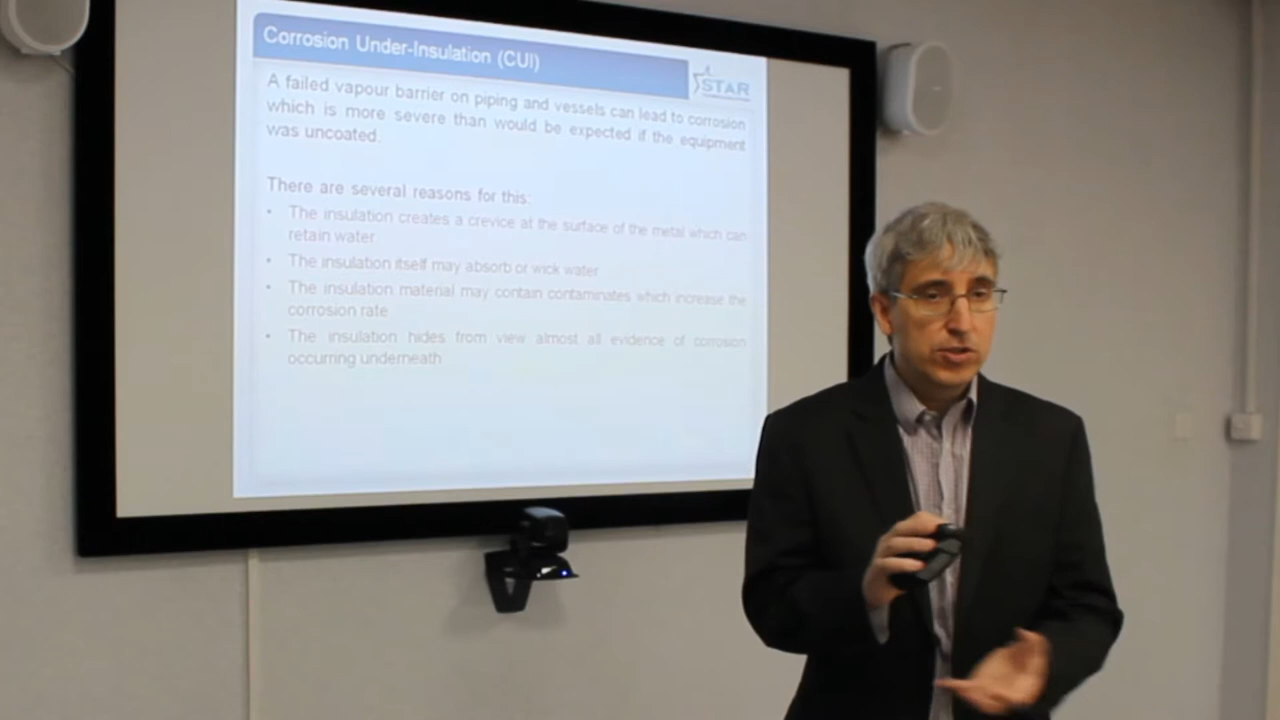 Corrosion Under-Insulation (CUI)
STAR
A failed vapour barrier on piping and vessels can lead to corrosion
which is more severe than would be expected if the equipment
was uncoated.
There are several reasons for this:
• The insulation creates a crevice at the surface of the metal which can
retain water
• The insulation itself may absorb or wick water
• The insulation material may contain contaminates which increase the
corrosion rate
• The insulation hides from view almost all evidence of corrosion
occurring underneath